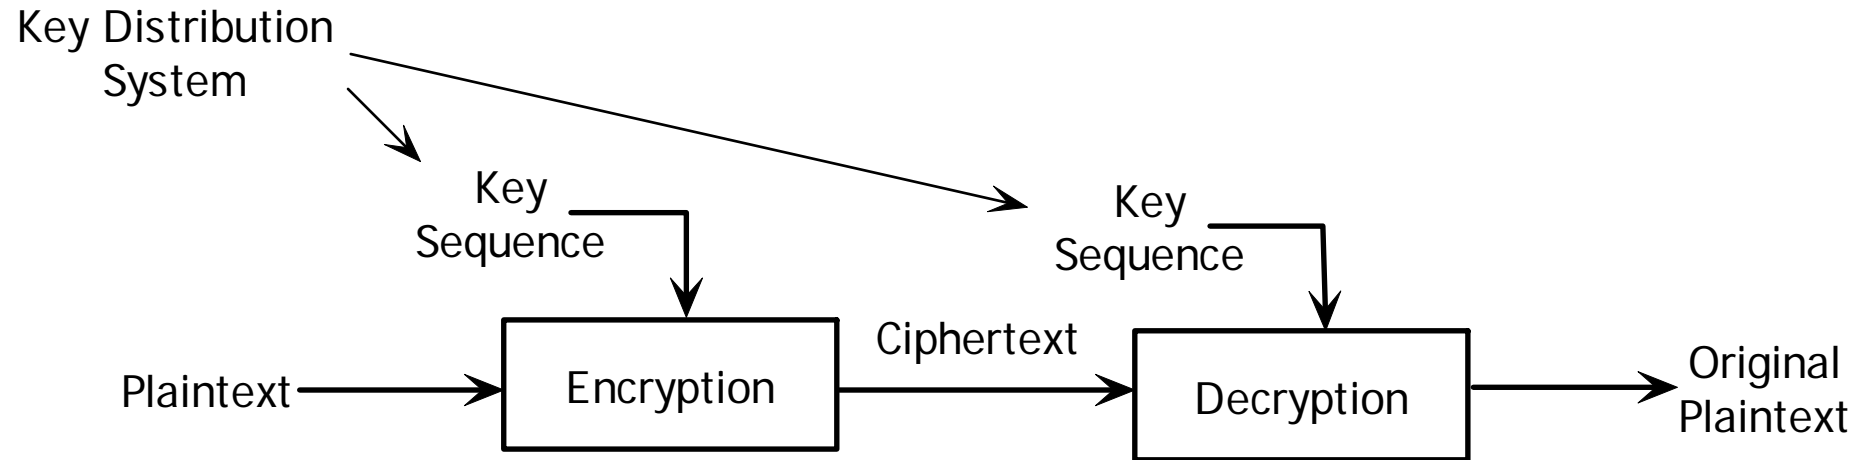 Key Distribution
System
Key
Sequence
Key
Sequence
Plaintext
Encryption
Ciphertext
Decryption
Original
Plaintext